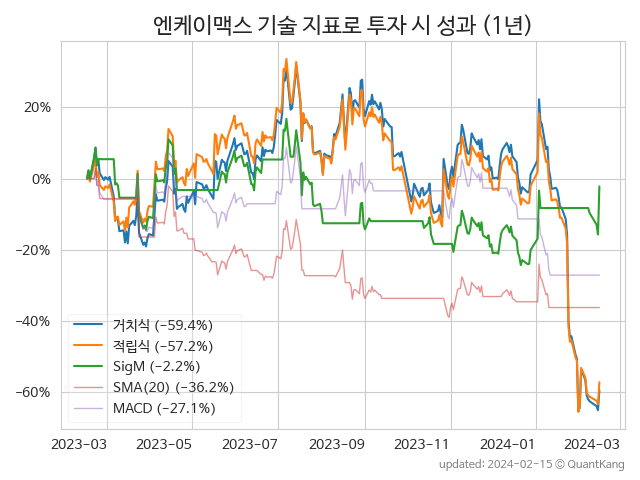 엔케이맥스 기술 지표로 투자 시 성과 (1년)
20%
0%
−20%
−40%
−60%
거치식 (−59.4%)
적립식 (−57.2%)
SigM (−2.2%)
SMA(20) (−36.2%)
MACD (−27.1%)
2023-03 2023-05 2023-07 2023-09 2023-11 2024-01 2024-03
updated: 2024-02-15 ⓒ QuantKang